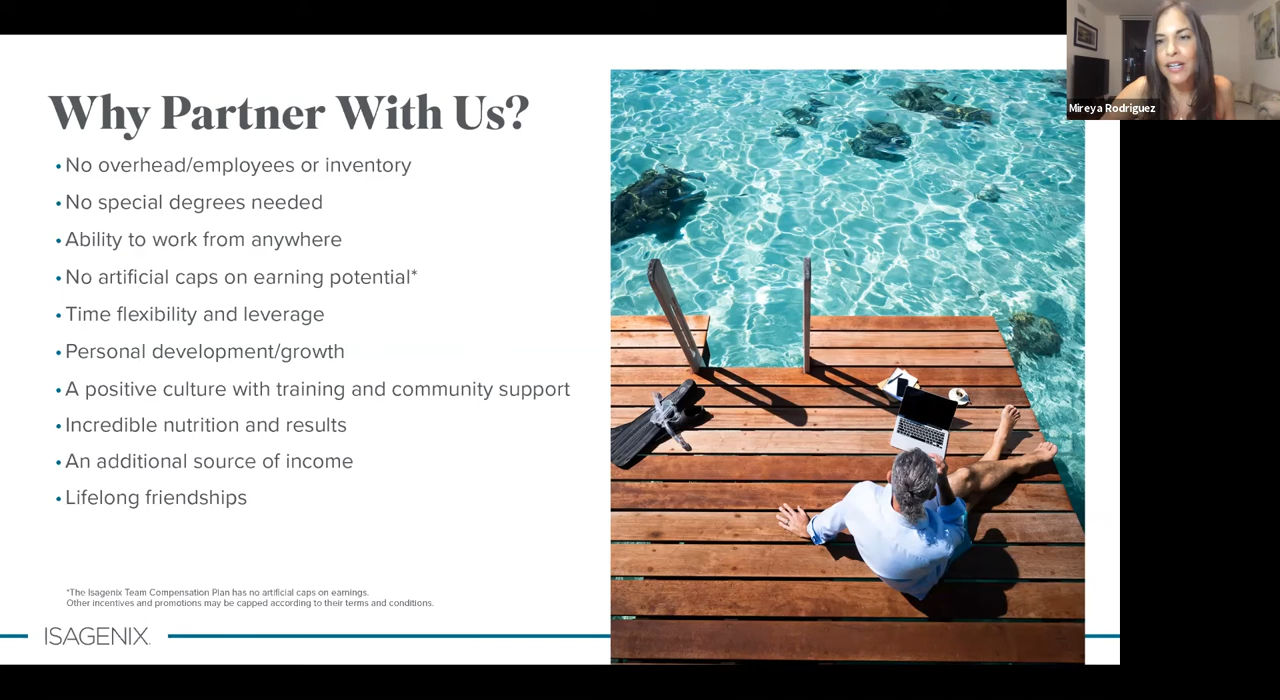 Mireya Rodriguez
Why Partner With Us?
• No overhead/employees or inventory
• No special degrees needed
• Ability to work from anywhere
• No artificial caps on earning potential*
• Time flexibility and leverage
• Personal development/growth
• A positive culture with training and community support
• Incredible nutrition and results
• An additional source of income
• Lifelong friendships
*The Isagenix Team Compensation Plan has no artificial caps on earnings.
Other incentives and promotions may be capped according to their terms and conditions.
ISAGENIX.